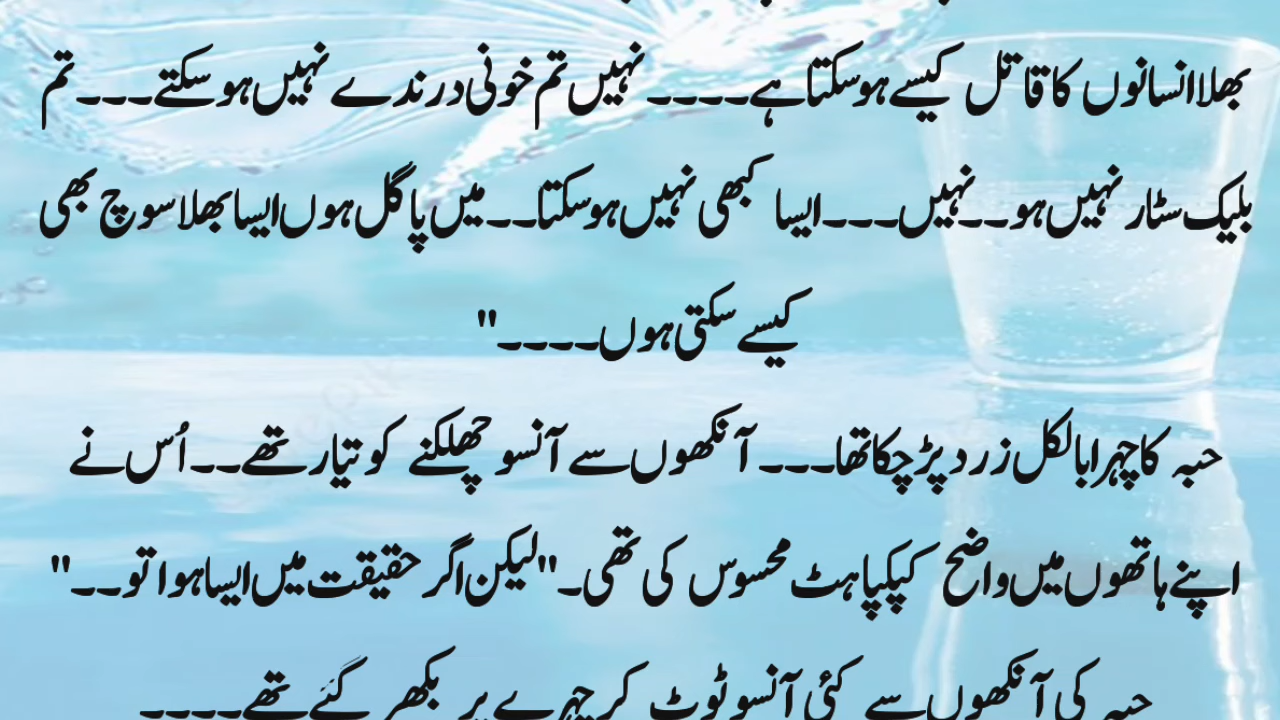 بھلا انسانوں کا قاتل کیسے ہوسکتا ہے۔۔۔۔ نہیں تم خونی درندے نہیں ہوسکتے۔۔۔ تم
بلیک سٹار نہیں ہو۔۔ نہیں۔۔۔ ایسا کبھی نہیں ہوسکتا۔۔ میں پاگل ہوں ایسا بھلا سوچ بھی
کیسے سکتی ہوں۔۔۔۔"
حبہ کا چہرا بالکل زرد پڑ چکا تھا۔۔۔ آنکھوں سے آنسو چھلکنے کو تیار تھے۔۔ اُس نے
اپنے ہاتھوں میں واضح کپکپاہٹ محسوس کی تھی۔ "لیکن اگر حقیقت میں ایسا ہوا تو۔۔"
حبہ کی آنکھوں سے کئی آنسو ٹوٹ کر چہرے پر بکھر گئے تھے۔۔۔۔